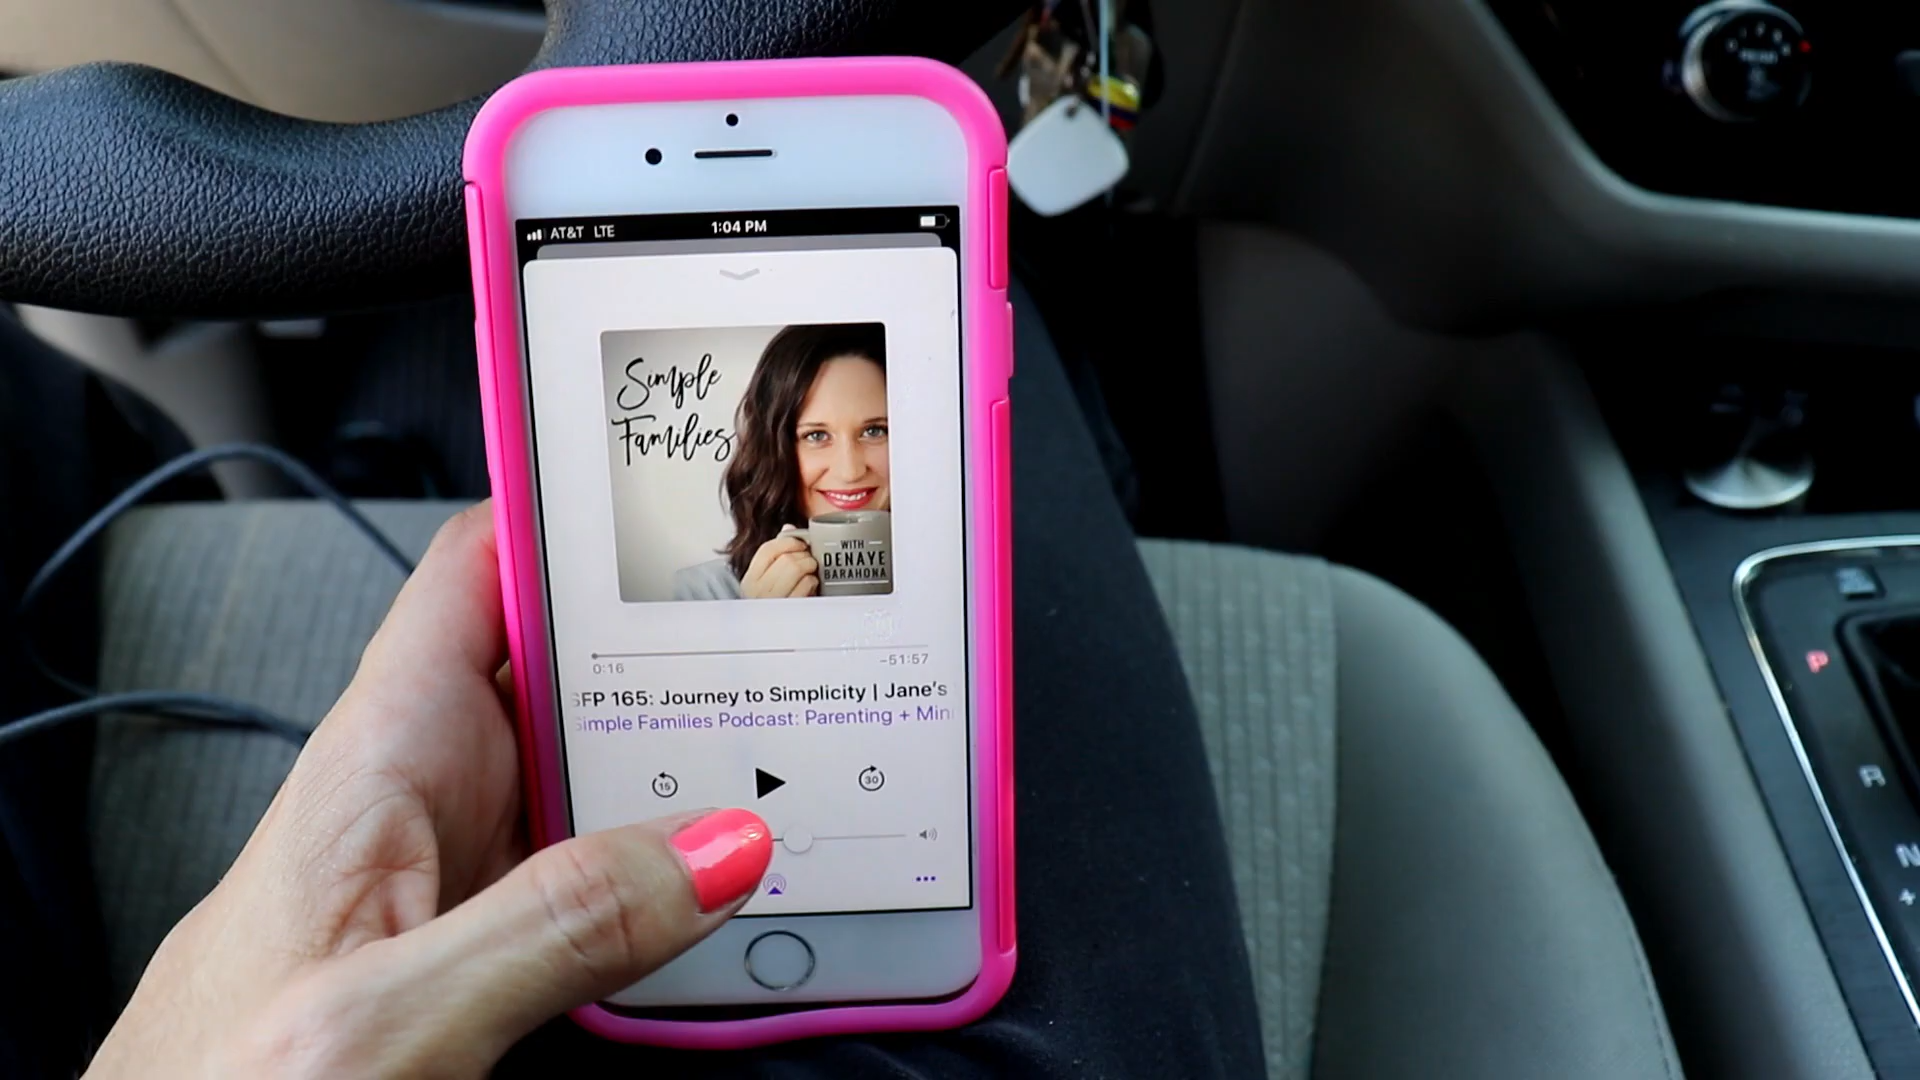 AT&T LTE 1:04 PM
Simple
Families
WITH
DENAYE
BARAHONA
0:16 -51:57
SFP 165: Journey to Simplicity | Jane's
Simple Families Podcast: Parenting + Mini
15 30
P
R
N
+